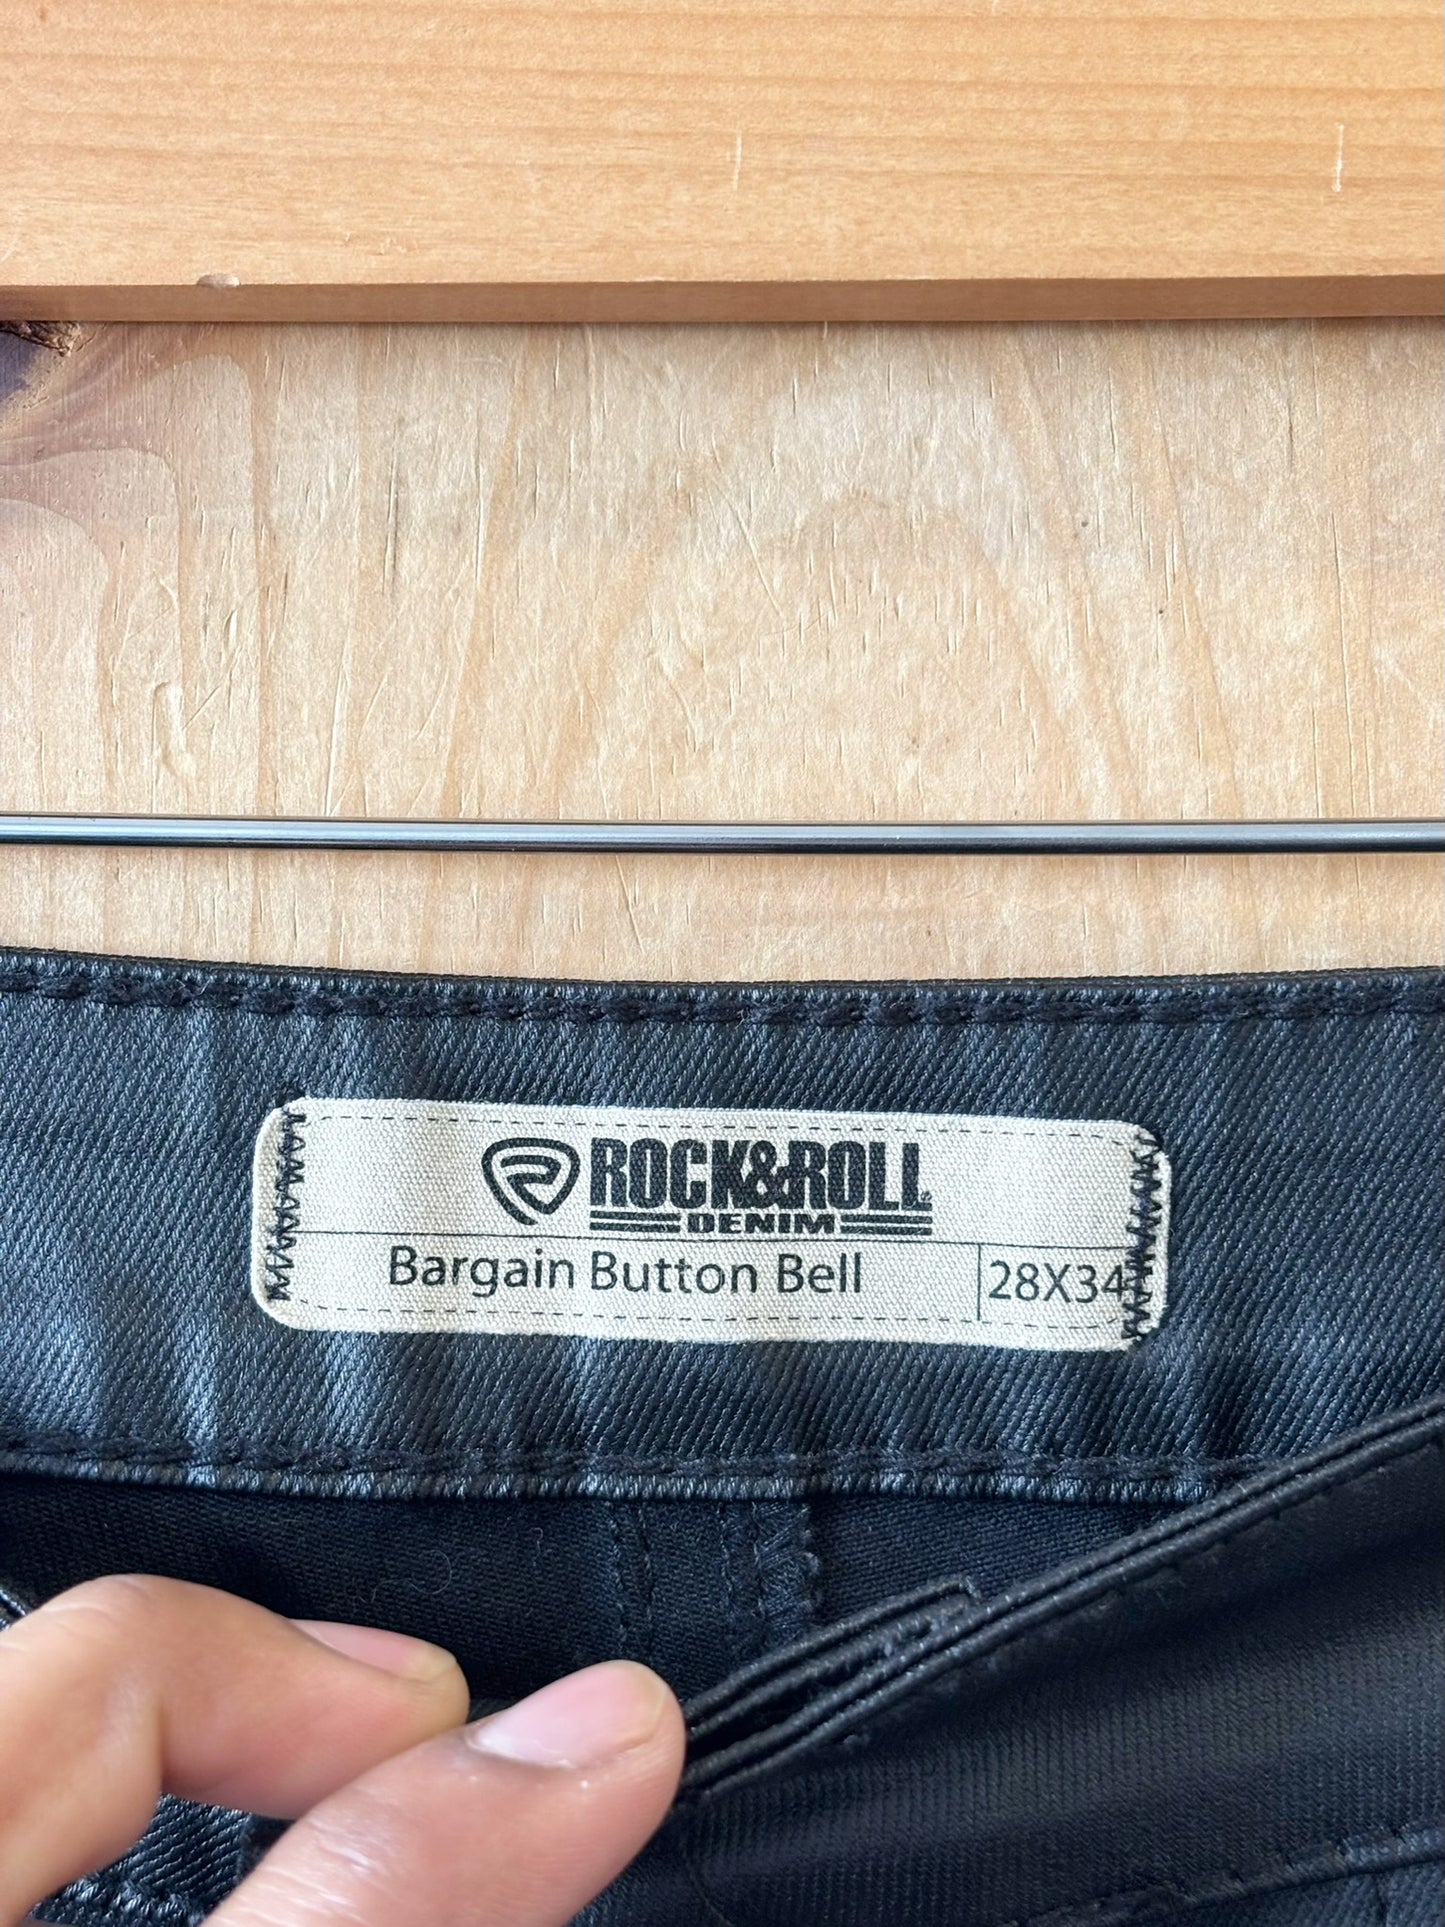 ROCK&ROLL
DENIM
Bargain Button Bell
28X34